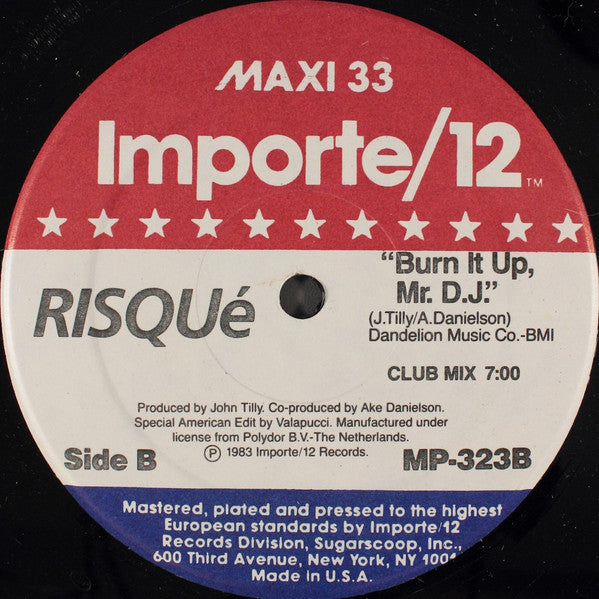 MAXI 33
Importe/12 TM
RISQUé
"Burn It Up,
Mr. D.J."
(J.Tilly/A.Danielson)
Dandelion Music Co.-BMI
CLUB MIX 7:00
Produced by John Tilly. Co-produced by Ake Danielson.
Special American Edit by Valapucci. Manufactured under
license from Polydor B.V.-The Netherlands.
℗ 1983 Importe/12 Records.
Side B
MP-323B
Mastered, plated and pressed to the highest
European standards by Importe/12
Records Division, Sugarscoop, Inc.,
600 Third Avenue, New York, NY
Made in U.S.A.